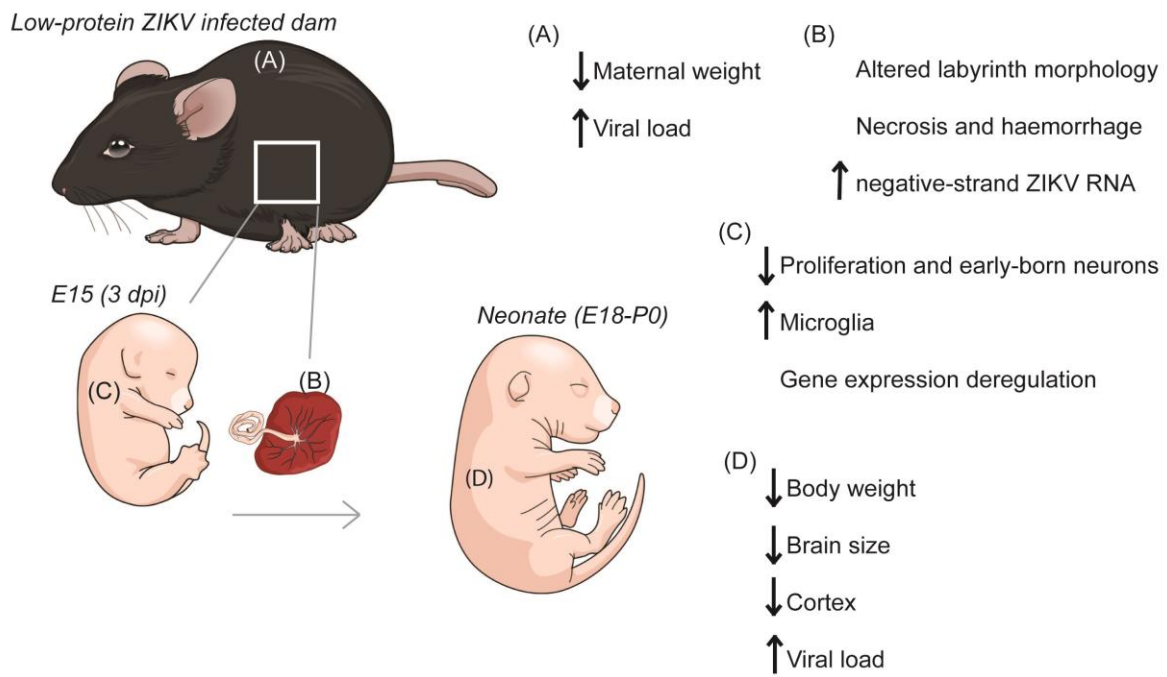 Low-protein ZIKV infected dam
(A)
E15 (3 dpi)
(C)
(B)
Neonate (E18-P0)
(D)
(A)
↓ Maternal weight
↑ Viral load
(B)
Altered labyrinth morphology
Necrosis and haemorrhage
↑ negative-strand ZIKV RNA
(C)
↓ Proliferation and early-born neurons
↑ Microglia
Gene expression deregulation
(D)
↓ Body weight
↓ Brain size
↓ Cortex
↑ Viral load